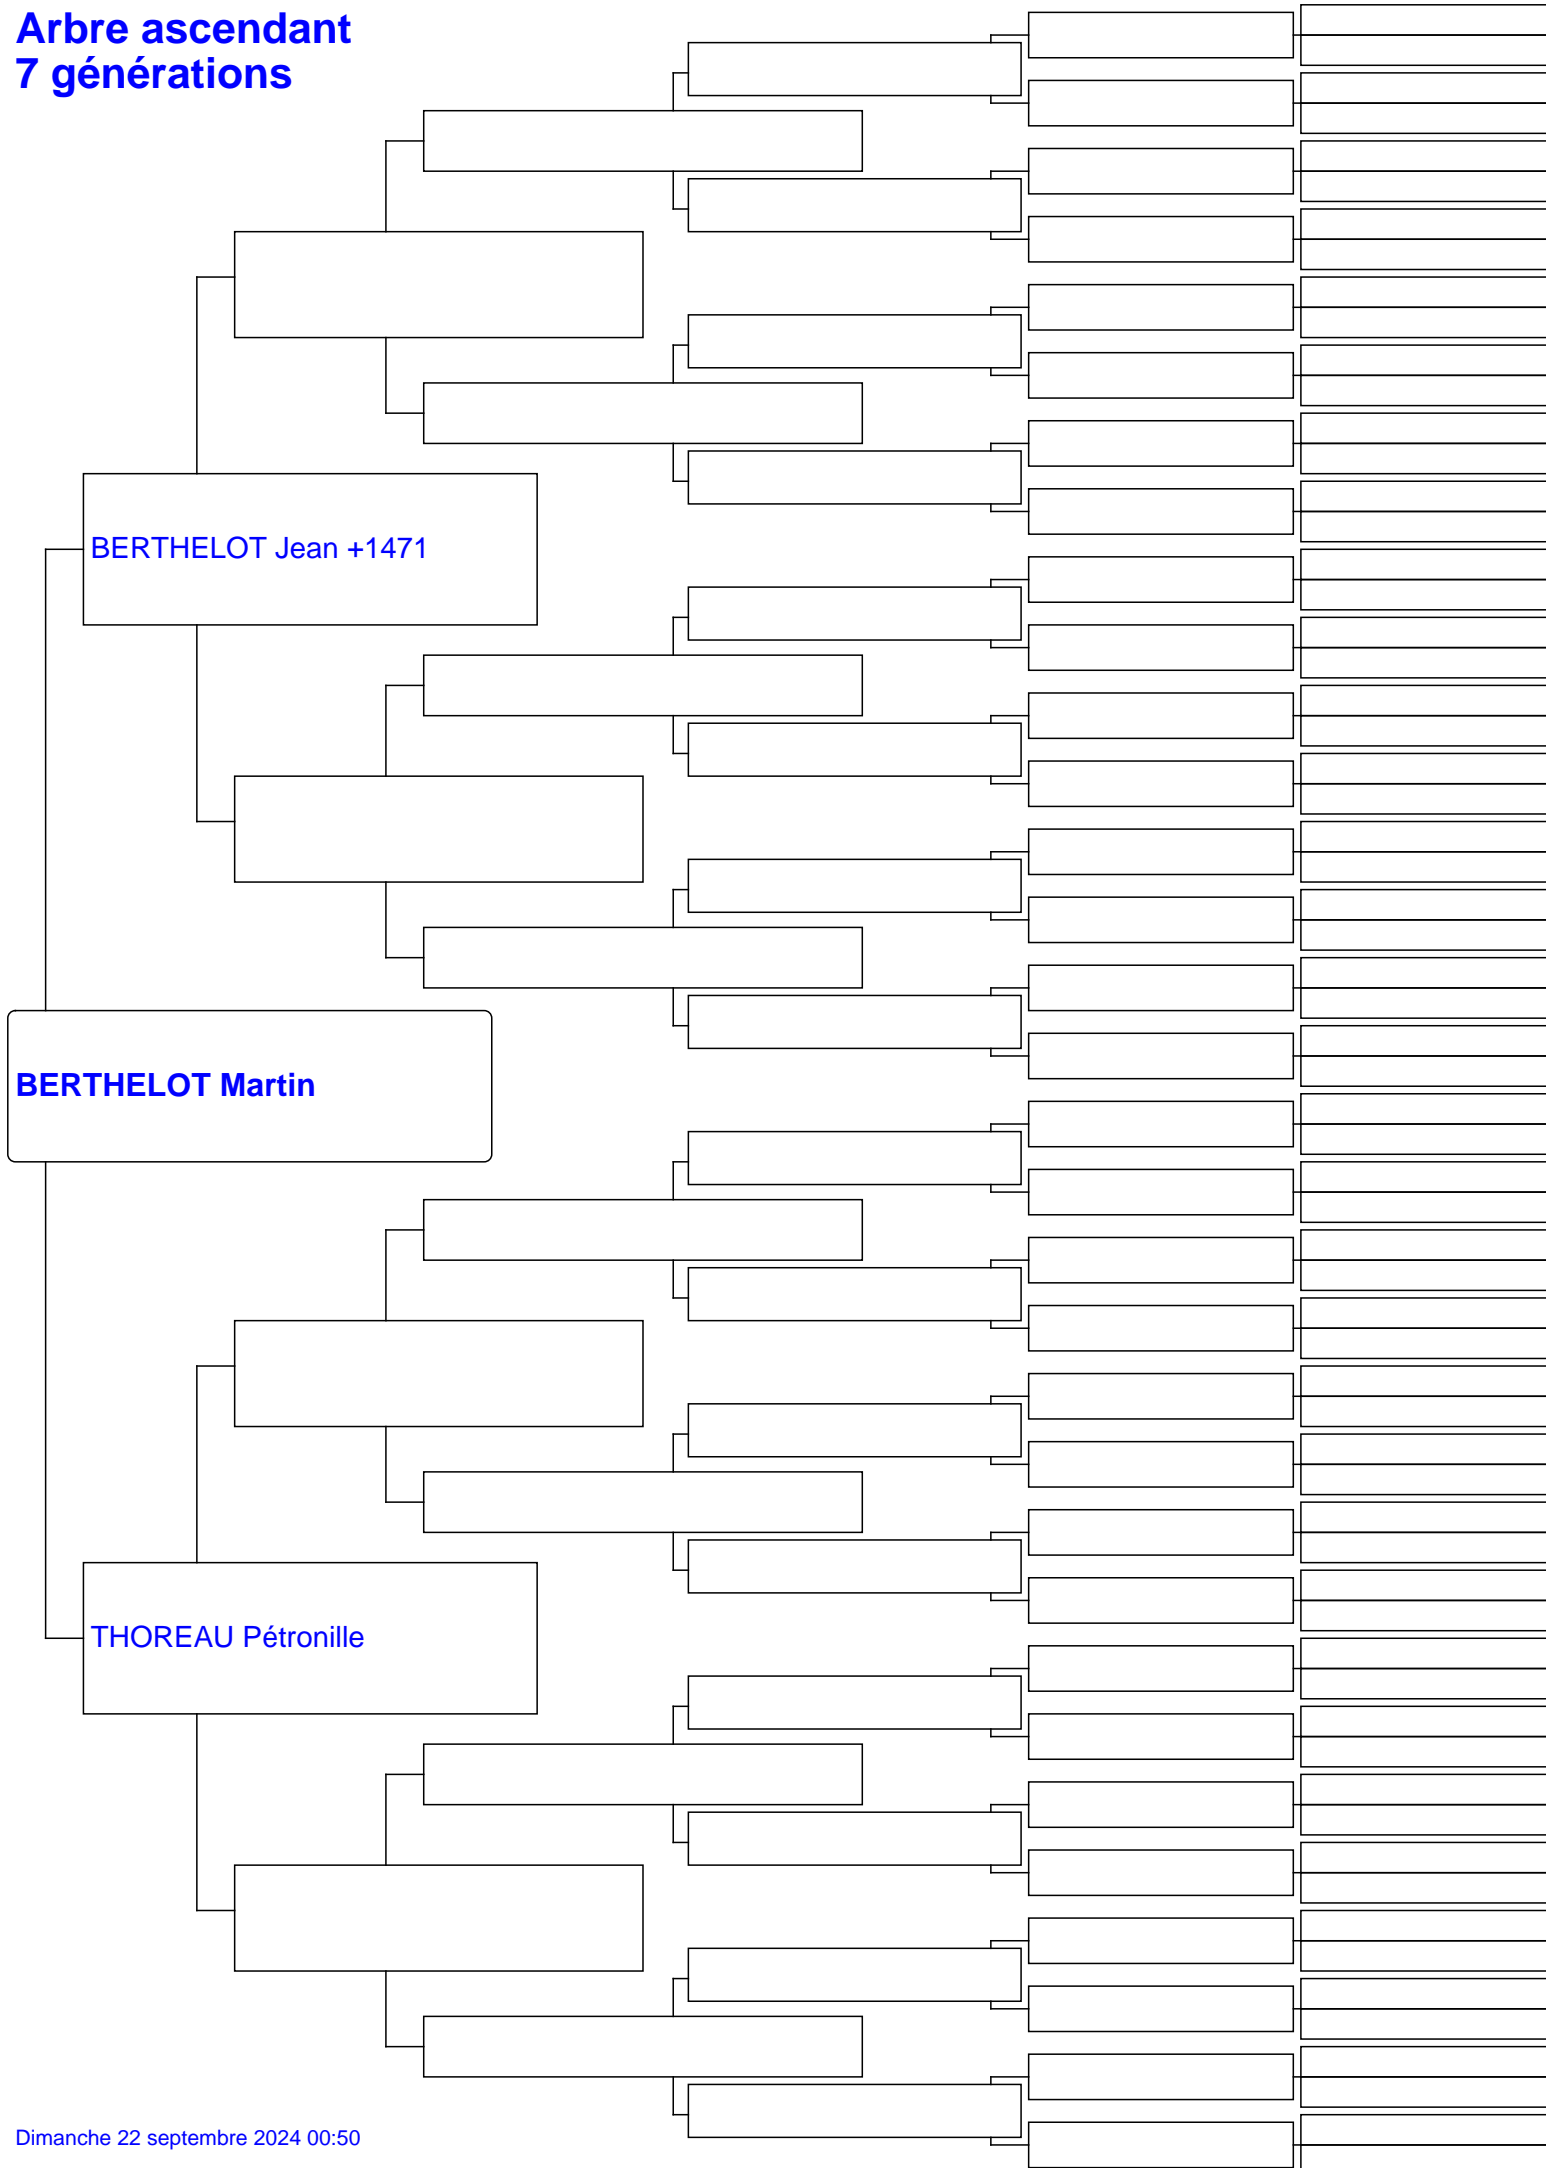 Arbre ascendant
7 générations
BERTHELOT Jean +1471
BERTHELOT Martin
THOREAU Pétronille
Dimanche 22 septembre 2024 00:50